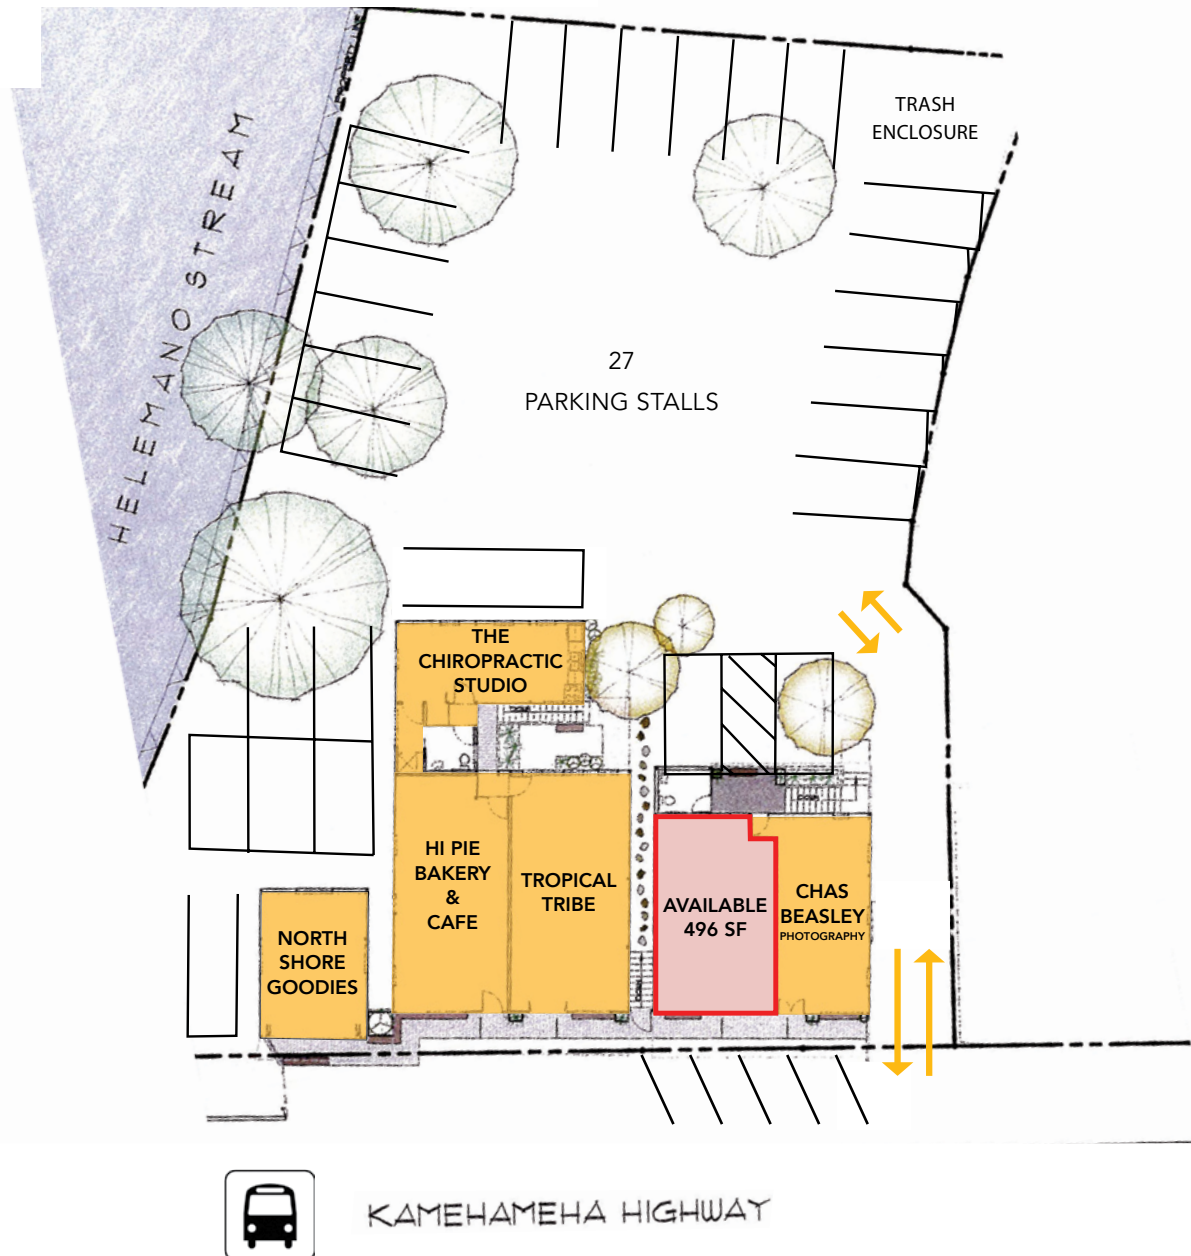 TRASH
ENCLOSURE
HELEMANO STREAM
27
PARKING STALLS
THE
CHIROPRACTIC
STUDIO
HI PIE
BAKERY
&
CAFE
TROPICAL
TRIBE
AVAILABLE
496 SF
CHAS
BEASLEY
PHOTOGRAPHY
NORTH
SHORE
GOODIES
KAMEHAMEHA HIGHWAY